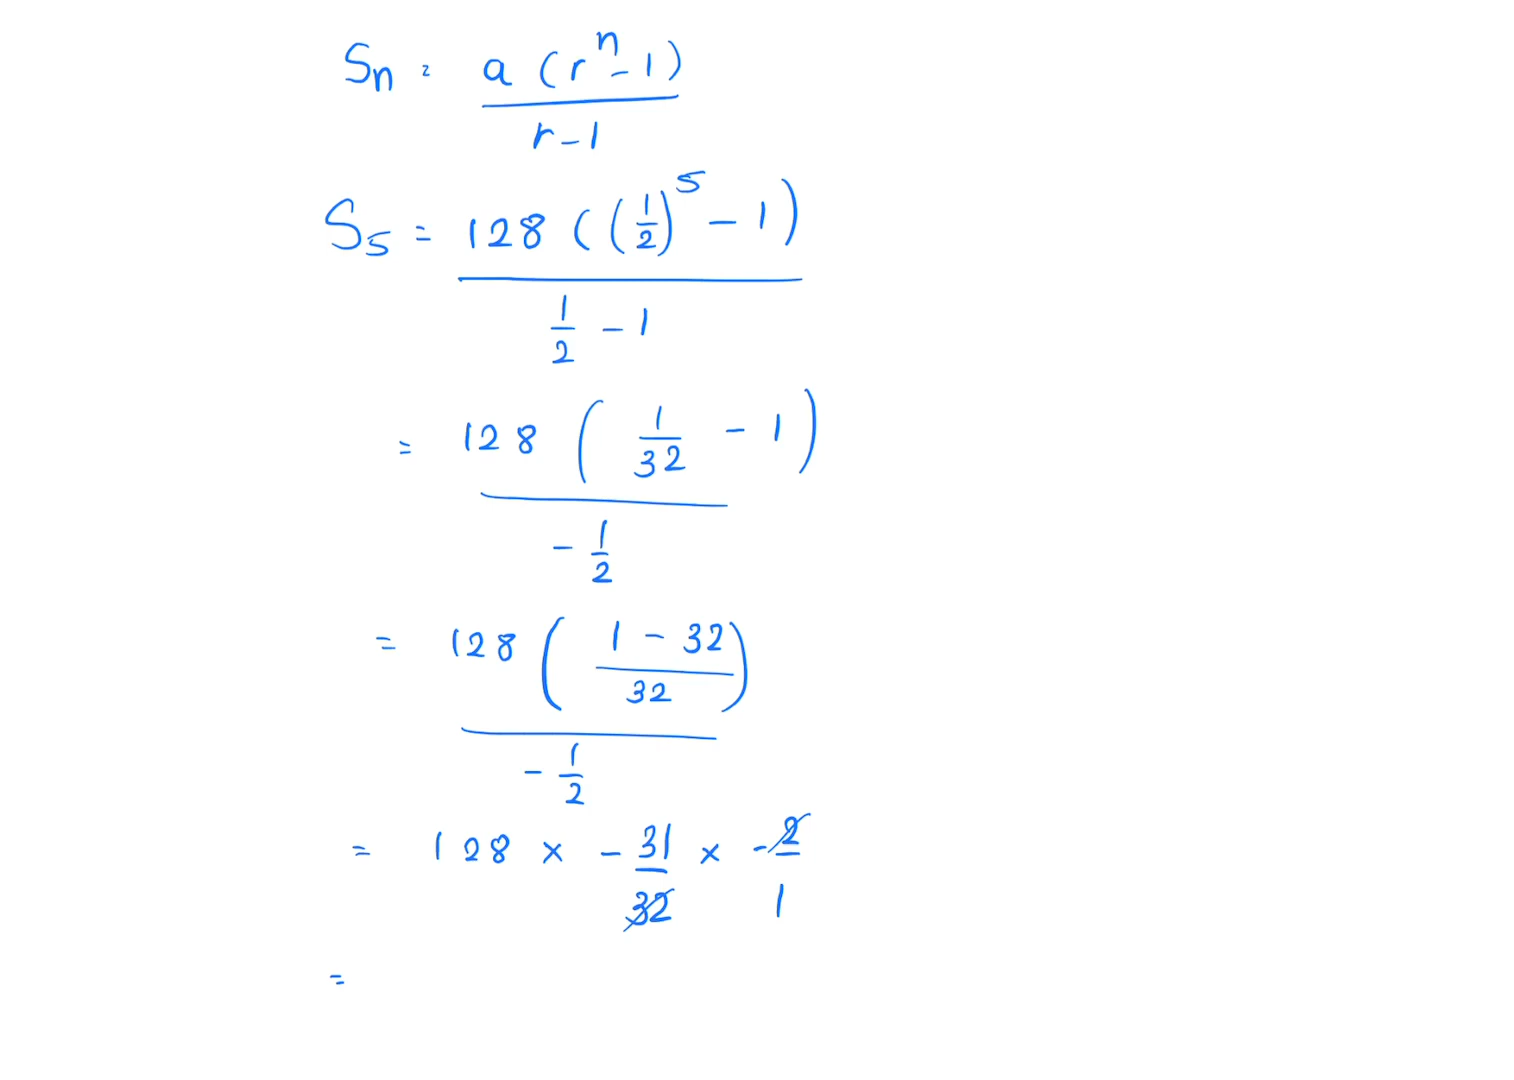 Sn = a (r^n - 1)
r - 1
S5 = 128 ((1/2)^5 - 1)
1/2 - 1
= 128 (1/32 - 1)
- 1/2
= 128 (1 - 32 / 32)
- 1/2
= 128 × - 31/32 × - 2/1
=